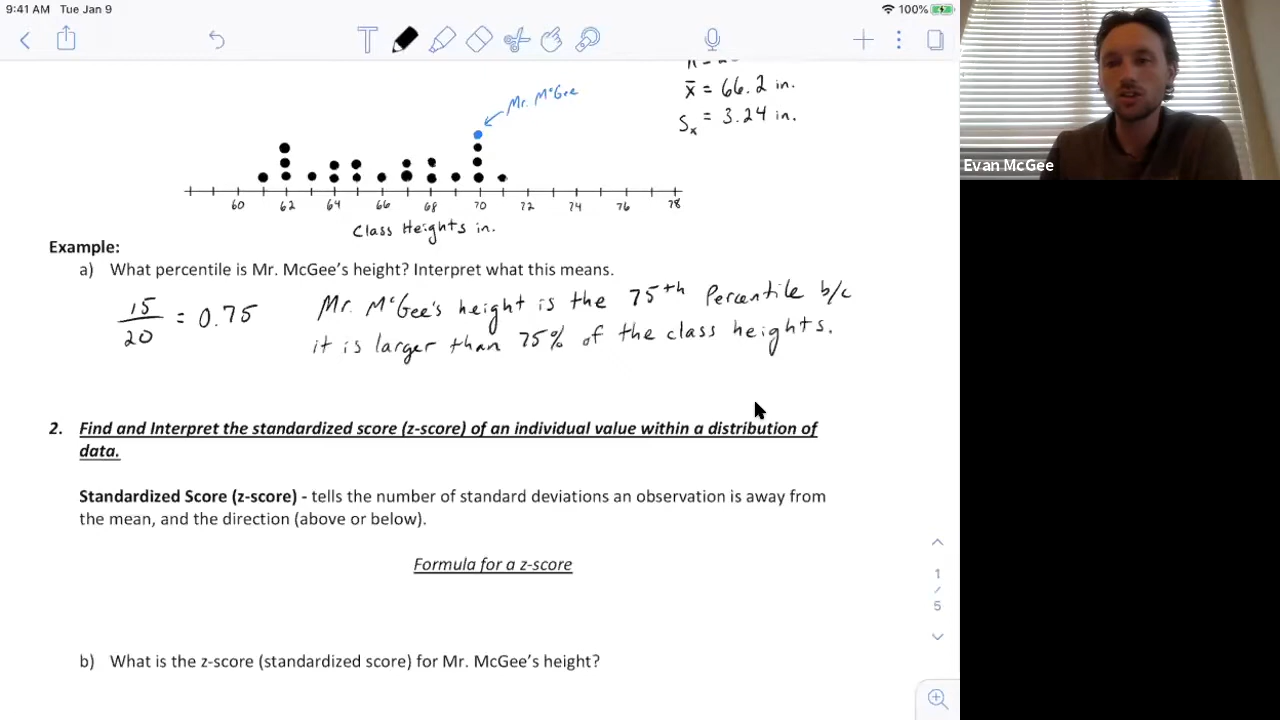 9:41 AM Tue Jan 9
100%
x̄ = 66.2 in.
Sx = 3.24 in.
Mr. McGee
Evan McGee
60 62 64 66 68 70 72 74 76 78
Class Heights in.
Example:
a) What percentile is Mr. McGee's height? Interpret what this means.
15/20 = 0.75
Mr. McGee's height is the 75th Percentile b/c
it is larger than 75% of the class heights.
2. Find and Interpret the standardized score (z-score) of an individual value within a distribution of
data.
Standardized Score (z-score) - tells the number of standard deviations an observation is away from
the mean, and the direction (above or below).
Formula for a z-score
1
/
5
b) What is the z-score (standardized score) for Mr. McGee's height?